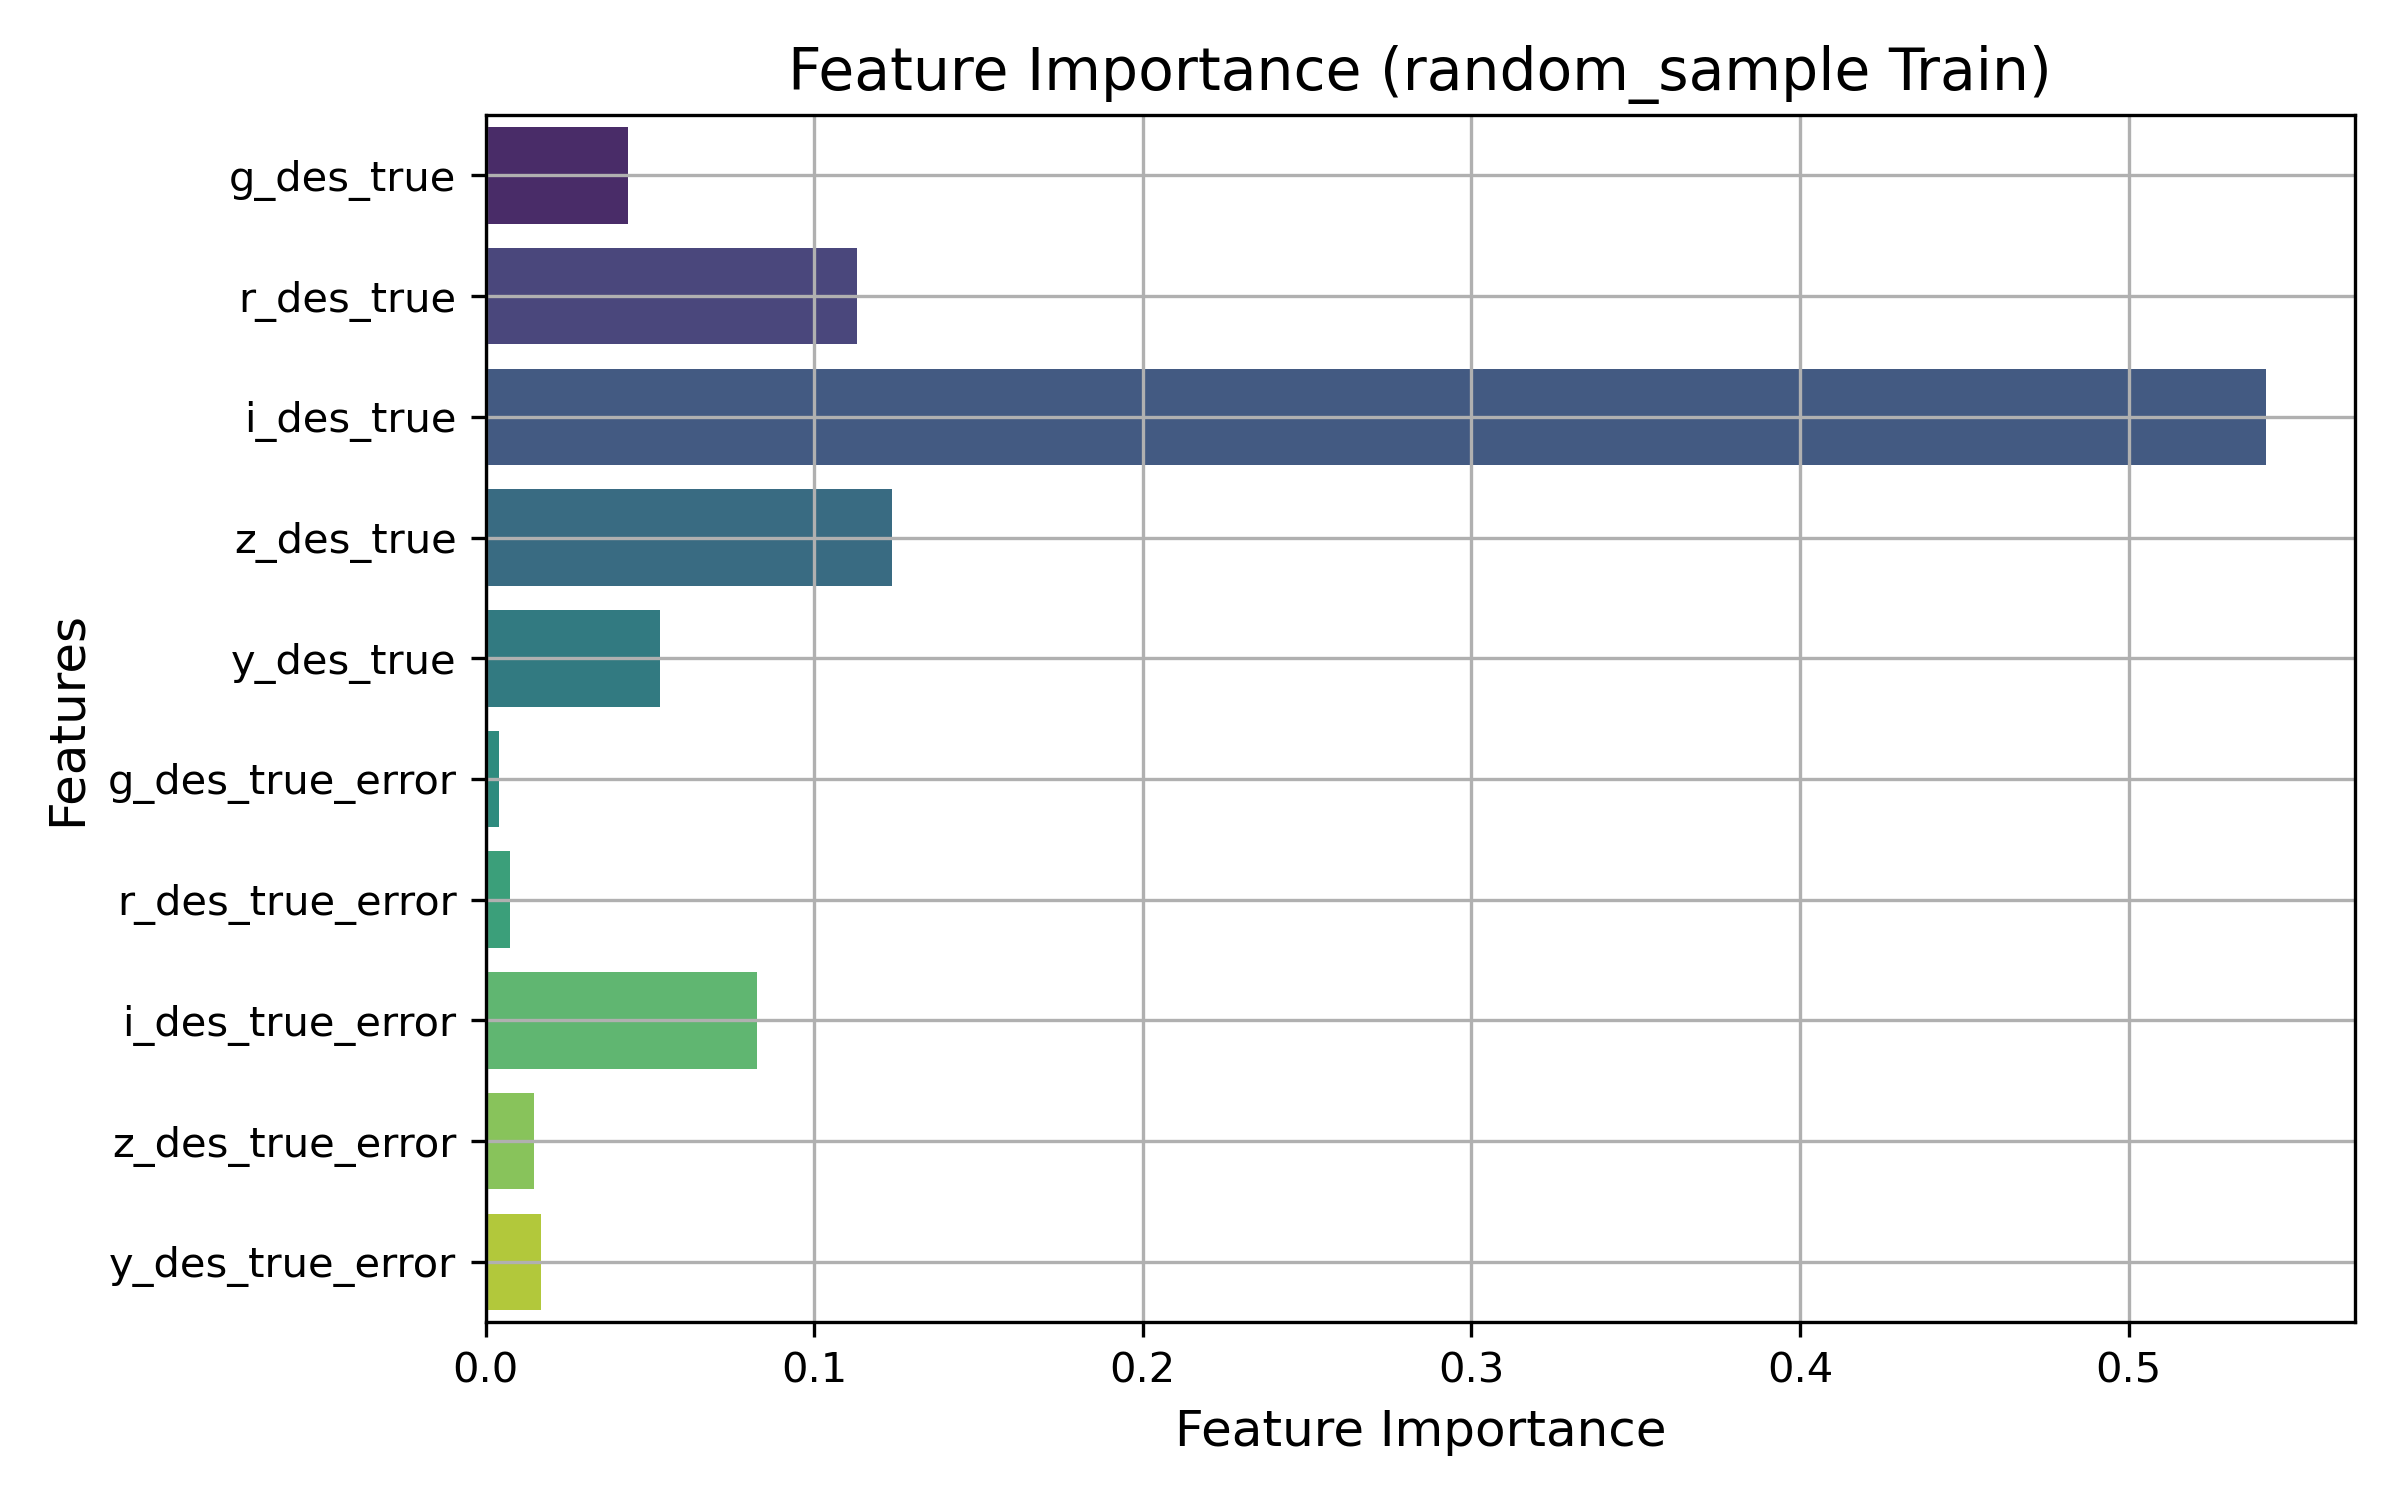 Feature Importance (random_sample Train)
Features
g_des_true
r_des_true
i_des_true
z_des_true
y_des_true
g_des_true_error
r_des_true_error
i_des_true_error
z_des_true_error
y_des_true_error
0.0 0.1 0.2 0.3 0.4 0.5
Feature Importance